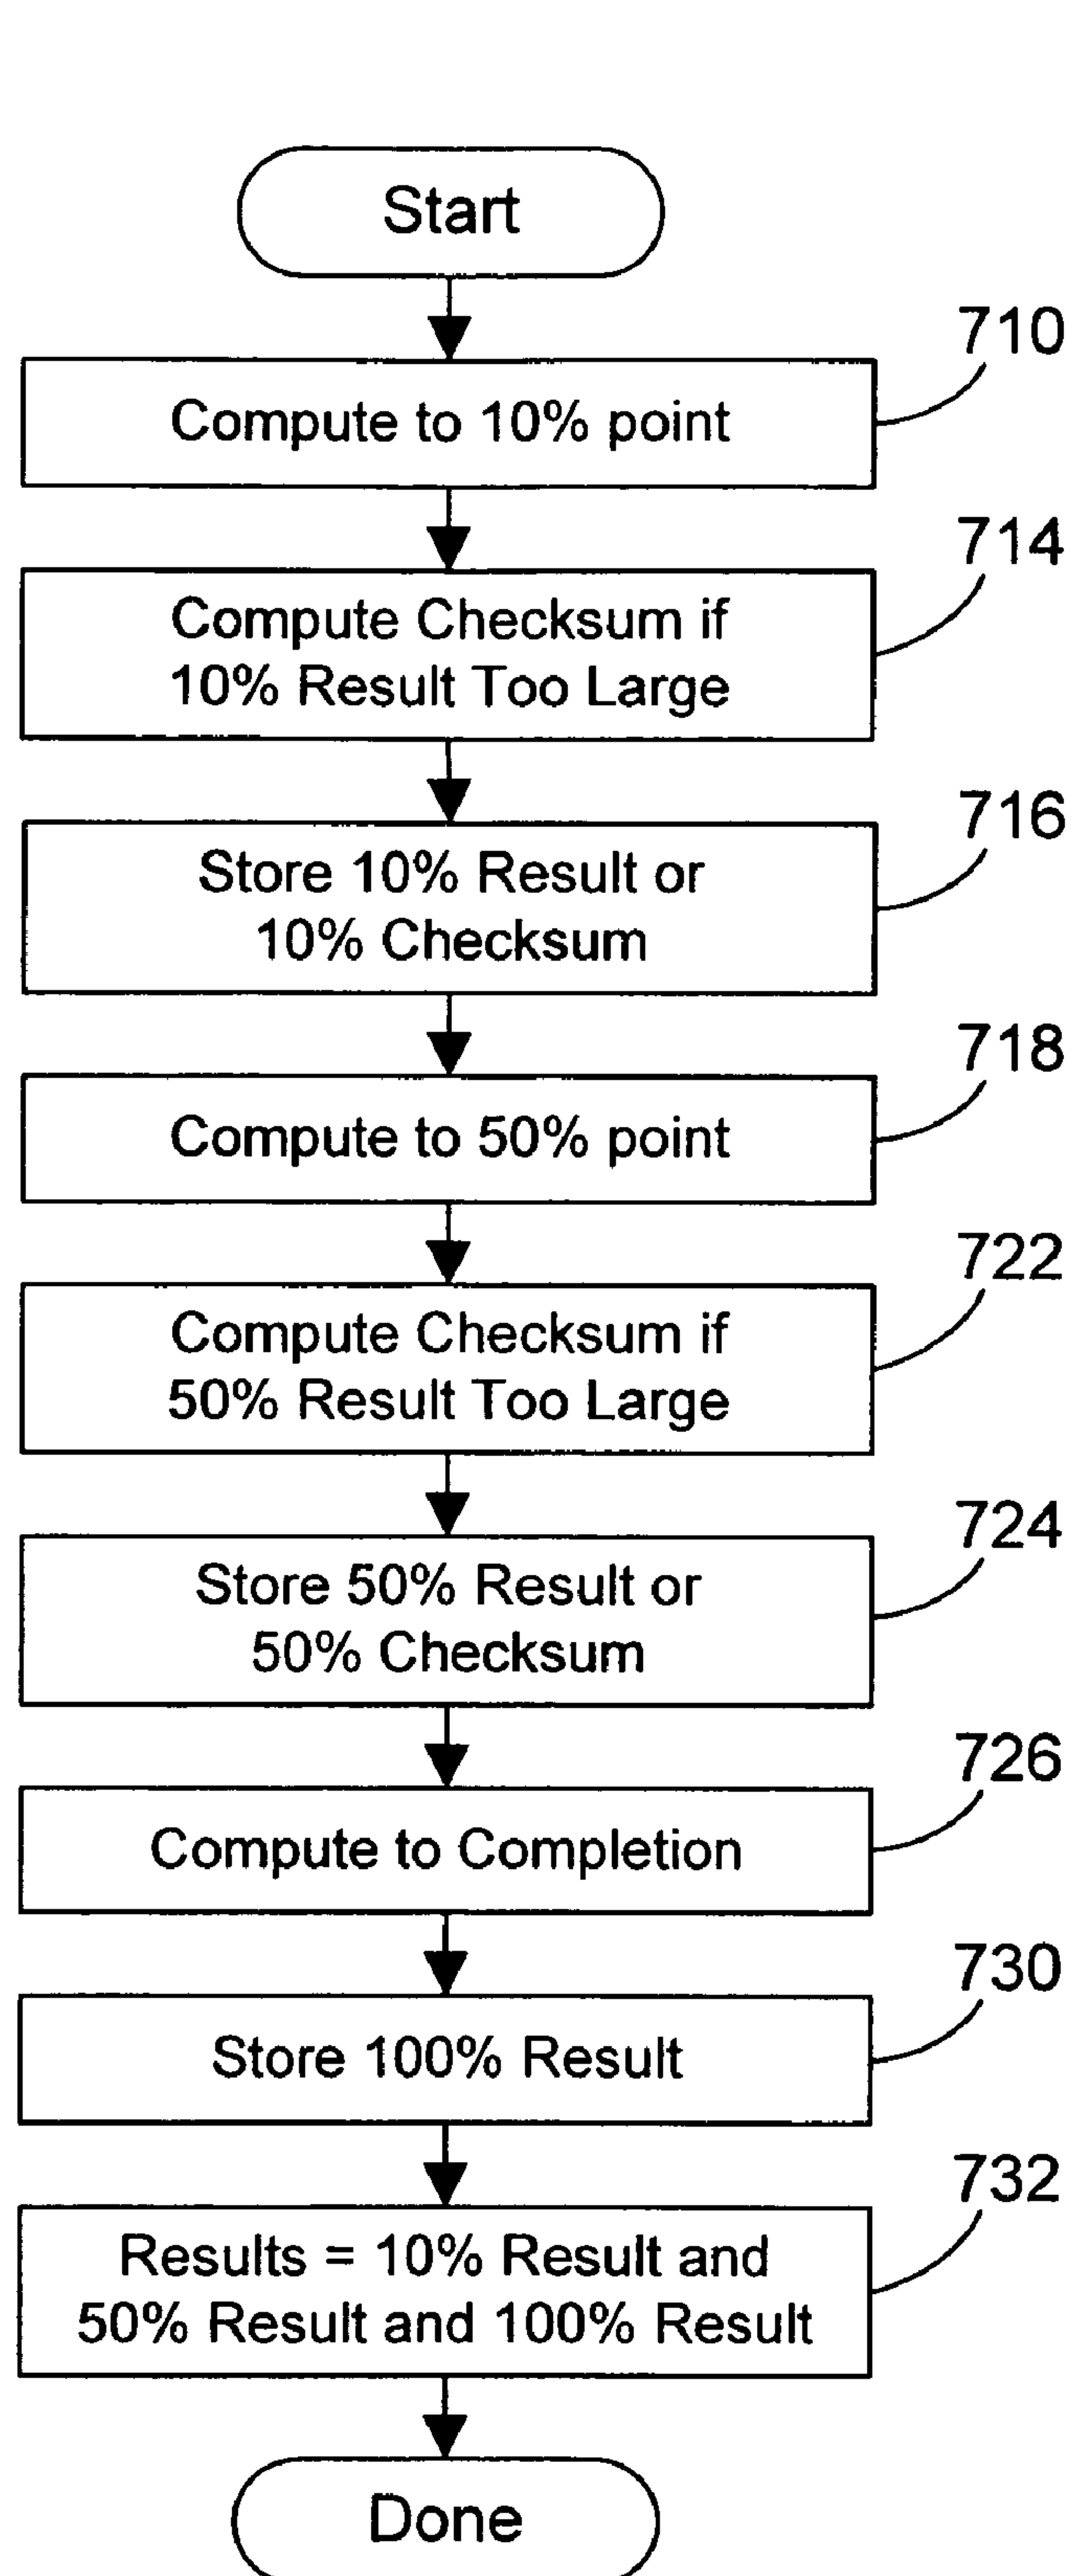 Start
710
Compute to 10% point
714
Compute Checksum if
10% Result Too Large
716
Store 10% Result or
10% Checksum
718
Compute to 50% point
722
Compute Checksum if
50% Result Too Large
724
Store 50% Result or
50% Checksum
726
Compute to Completion
730
Store 100% Result
732
Results = 10% Result and
50% Result and 100% Result
Done